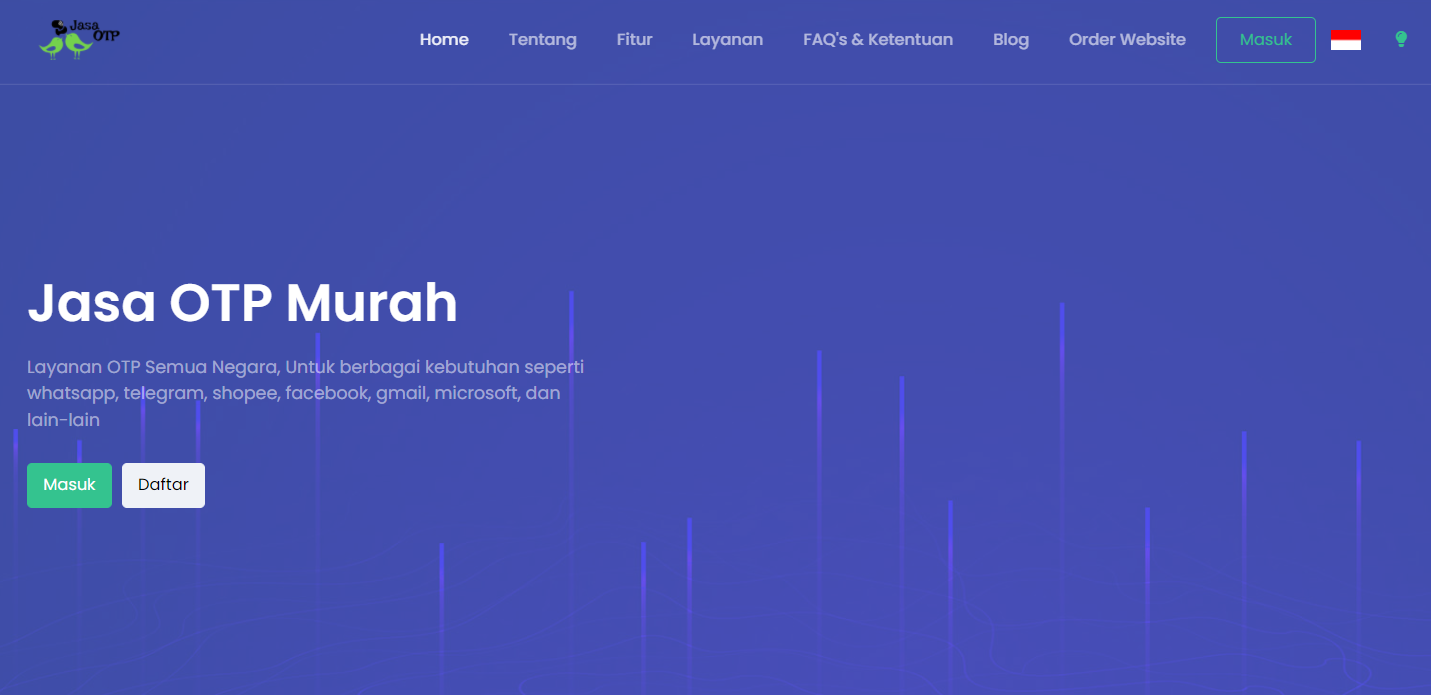 Jasa
OTP
Home Tentang Fitur Layanan FAQ's & Ketentuan Blog Order Website Masuk
Jasa OTP Murah
Layanan OTP Semua Negara, Untuk berbagai kebutuhan seperti
whatsapp, telegram, shopee, facebook, gmail, microsoft, dan
lain-lain
Masuk Daftar